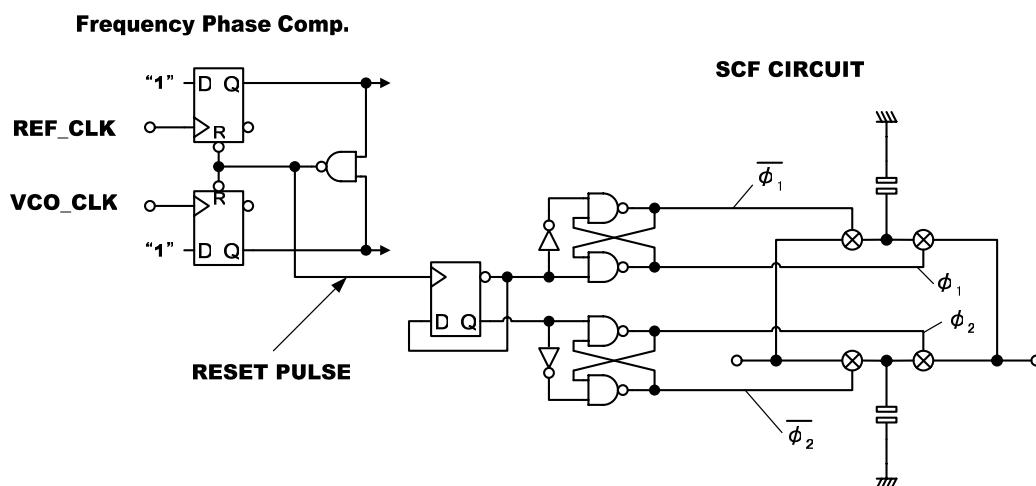 Frequency Phase Comp.
SCF CIRCUIT
“1”
D Q
REF_CLK
R
VCO_CLK
R
“1”
D Q
D Q
RESET PULSE
ϕ̅₁
ϕ₁
ϕ₂
ϕ̅₂